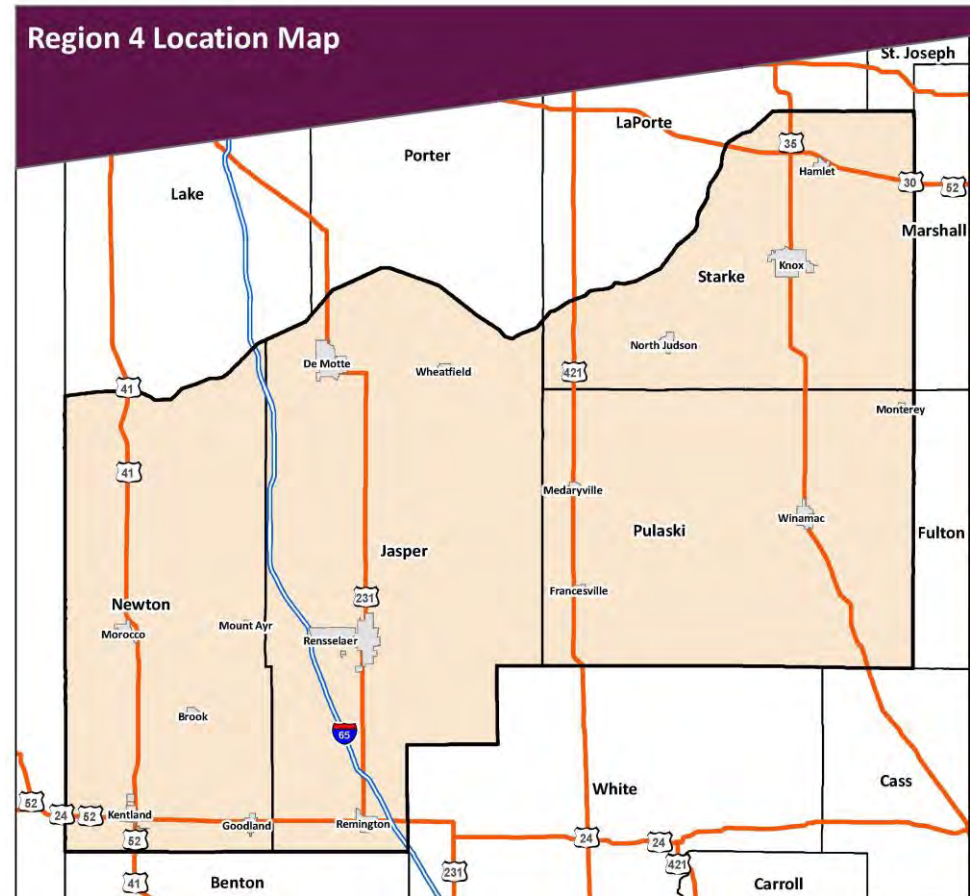 Region 4 Location Map
St. Joseph
LaPorte
35
Porter
Hamlet
Lake
30
52
Marshall
Knox
Starke
North Judson
De Motte
Wheatfield
421
41
Monterey
41
Medaryville
Winamac
Pulaski
Fulton
Jasper
Francesville
231
Newton
Mount Ayr
Morocco
Rensselaer
Brook
65
White
Cass
52
24
52
Kentland
Goodland
Remington
52
24
24
421
231
41
Benton
Carroll